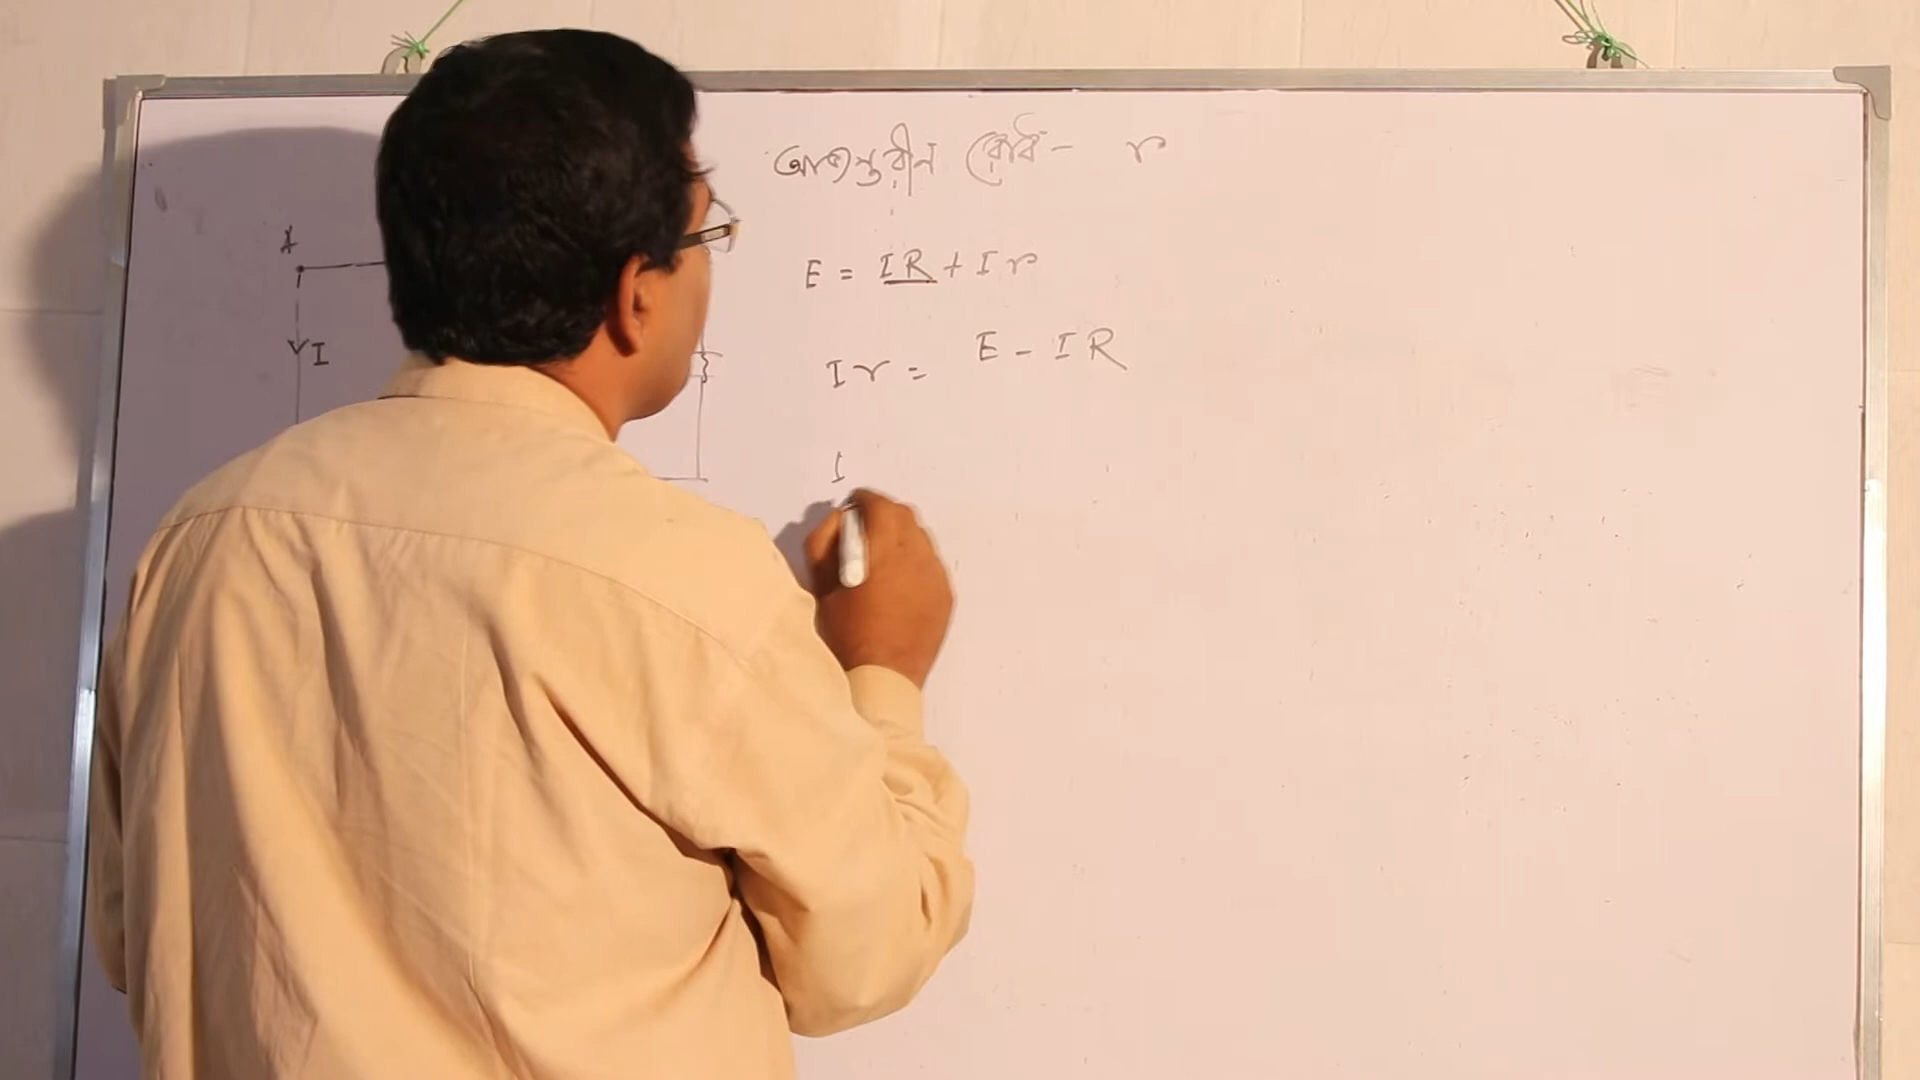 অভ্যন্তরীন রোধ - r
A
E = IR + Ir
I
Ir = E - IR
I